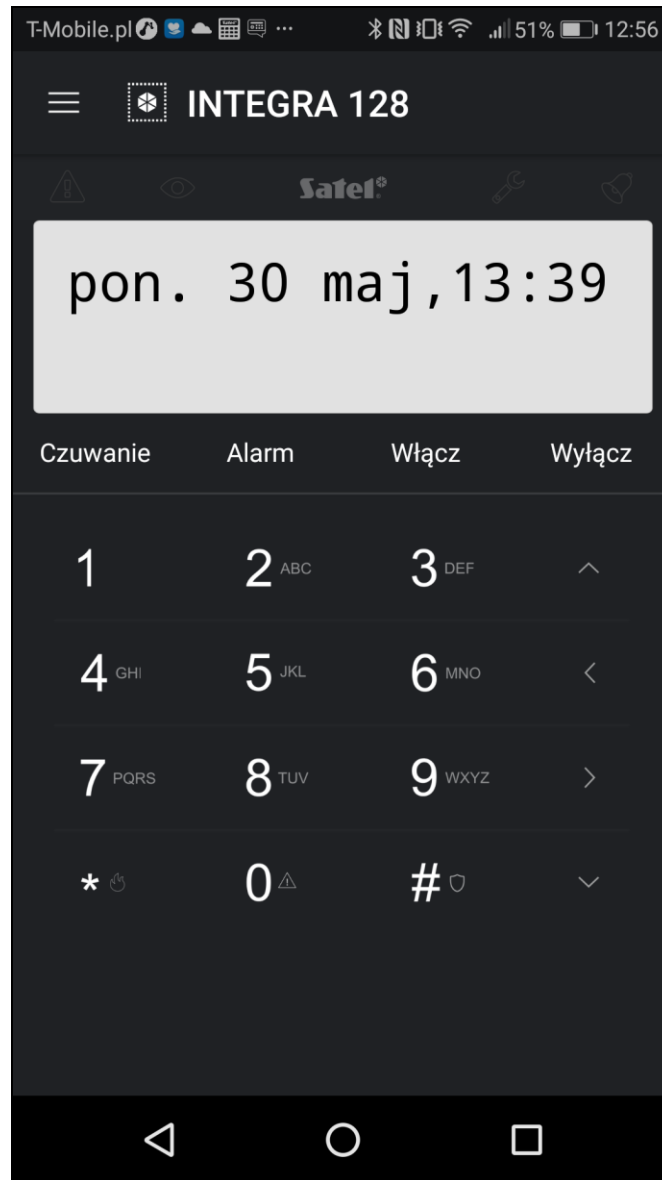 T-Mobile.pl 51% 12:56
INTEGRA 128
Satel®
pon. 30 maj,13:39
Czuwanie Alarm Włącz Wyłącz
1 2 ABC 3 DEF
4 GHI 5 JKL 6 MNO
7 PQRS 8 TUV 9 WXYZ
* 0 #